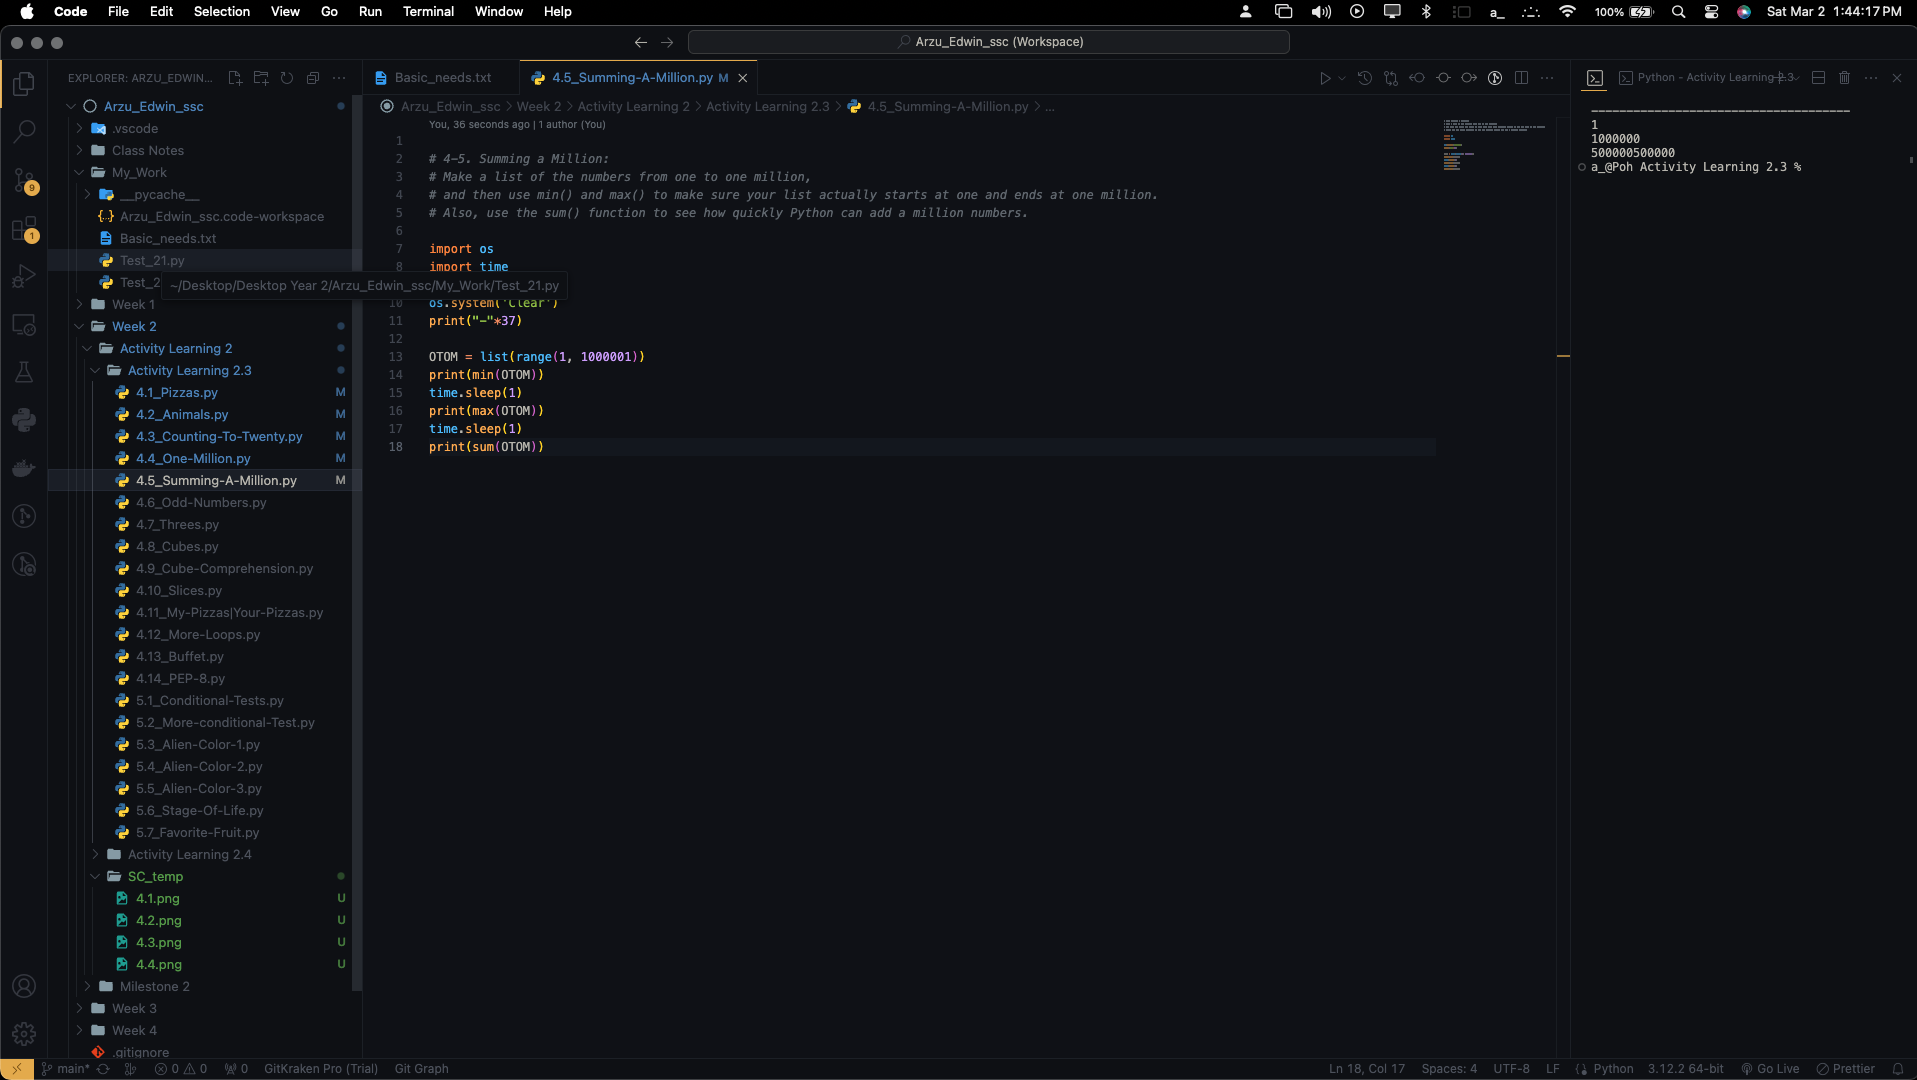 Code File Edit Selection View Go Run Terminal Window Help
a_ 100% Sat Mar 2 1:44:17 PM
Arzu_Edwin_ssc (Workspace)
EXPLORER: ARZU_EDWIN...
Arzu_Edwin_ssc
.vscode
Class Notes
My_Work
__pycache__
Arzu_Edwin_ssc.code-workspace
Basic_needs.txt
Test_21.py
Test_2
~/Desktop/Desktop Year 2/Arzu_Edwin_ssc/My_Work/Test_21.py
Week 1
Week 2
Activity Learning 2
Activity Learning 2.3
4.1_Pizzas.py M
4.2_Animals.py M
4.3_Counting-To-Twenty.py M
4.4_One-Million.py M
4.5_Summing-A-Million.py M
4.6_Odd-Numbers.py
4.7_Threes.py
4.8_Cubes.py
4.9_Cube-Comprehension.py
4.10_Slices.py
4.11_My-Pizzas|Your-Pizzas.py
4.12_More-Loops.py
4.13_Buffet.py
4.14_PEP-8.py
5.1_Conditional-Tests.py
5.2_More-conditional-Test.py
5.3_Alien-Color-1.py
5.4_Alien-Color-2.py
5.5_Alien-Color-3.py
5.6_Stage-Of-Life.py
5.7_Favorite-Fruit.py
Activity Learning 2.4
SC_temp
4.1.png U
4.2.png U
4.3.png U
4.4.png U
Milestone 2
Week 3
Week 4
.gitignore
9
1
Basic_needs.txt
4.5_Summing-A-Million.py M
Arzu_Edwin_ssc > Week 2 > Activity Learning 2 > Activity Learning 2.3 > 4.5_Summing-A-Million.py > ...
You, 36 seconds ago | 1 author (You)
1
2 # 4-5. Summing a Million:
3 # Make a list of the numbers from one to one million,
4 # and then use min() and max() to make sure your list actually starts at one and ends at one million.
5 # Also, use the sum() function to see how quickly Python can add a million numbers.
6
7 import os
8 import time
10 os.system('Clear')
11 print("-"*37)
12
13 OTOM = list(range(1, 1000001))
14 print(min(OTOM))
15 time.sleep(1)
16 print(max(OTOM))
17 time.sleep(1)
18 print(sum(OTOM))
Python - Activity Learning 2.3
-------------------------------------
1
1000000
500000500000
a_@Poh Activity Learning 2.3 %
main* 0 0 0 GitKraken Pro (Trial) Git Graph
Ln 18, Col 17 Spaces: 4 UTF-8 LF Python 3.12.2 64-bit Go Live Prettier